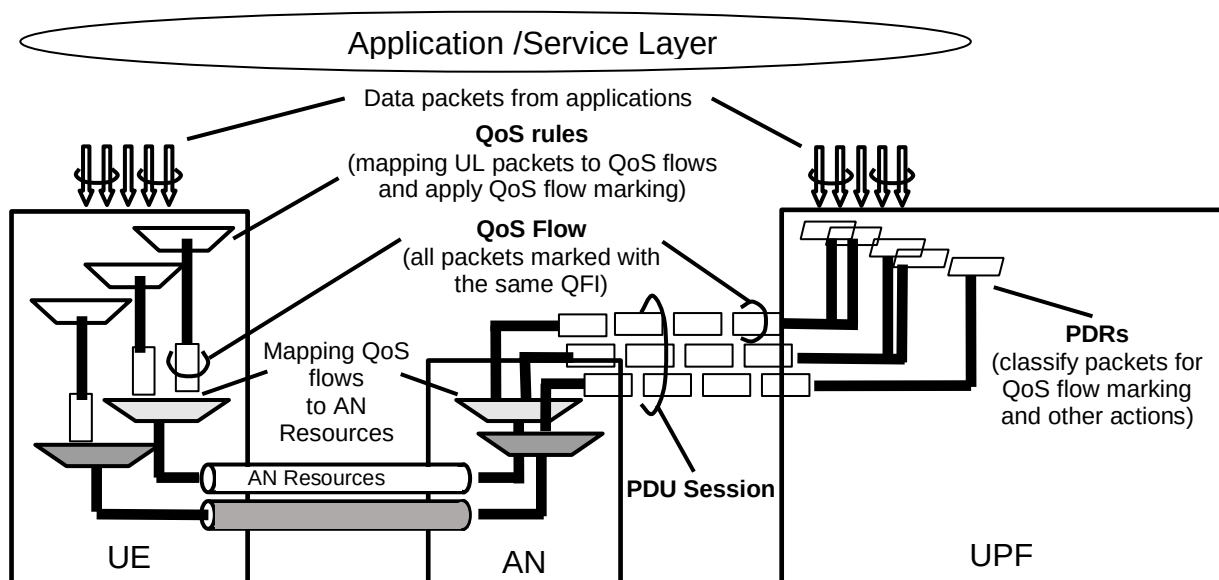 Application /Service Layer
Data packets from applications
QoS rules
(mapping UL packets to QoS flows
and apply QoS flow marking)
QoS Flow
(all packets marked with
the same QFI)
Mapping QoS
flows
to AN
Resources
PDRs
(classify packets for
QoS flow marking
and other actions)
AN Resources
PDU Session
UE
AN
UPF